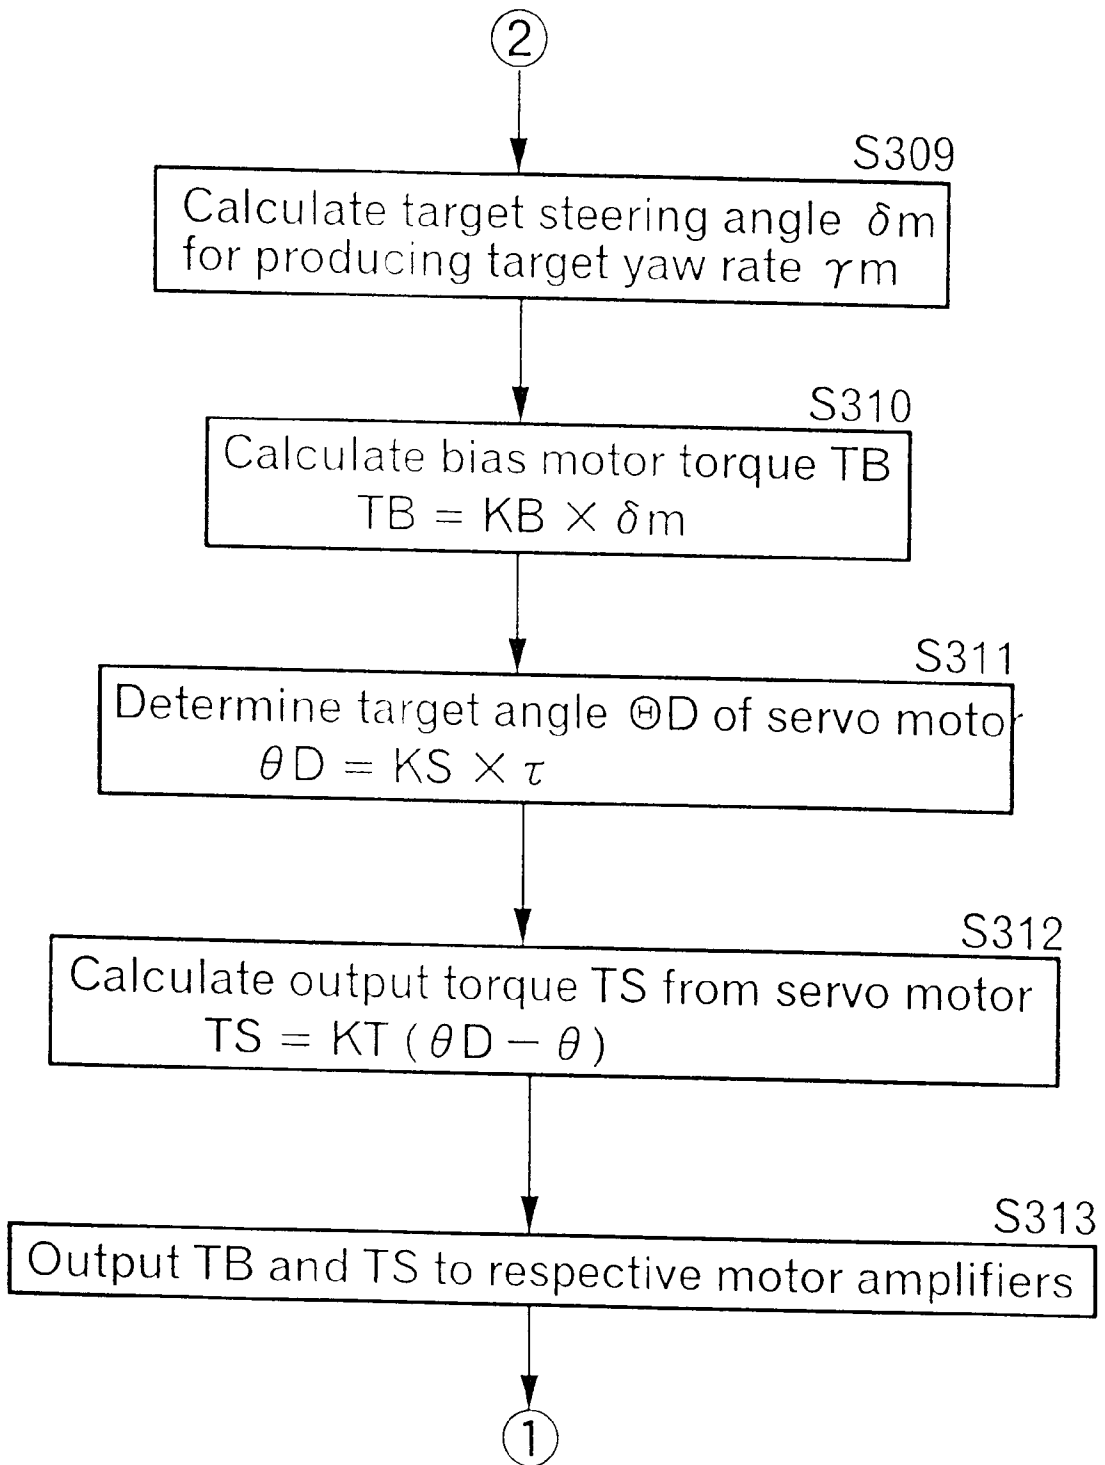 ②
S309
Calculate target steering angle δm
for producing target yaw rate γm
S310
Calculate bias motor torque TB
TB = KB × δm
S311
Determine target angle ΘD of servo motor
θD = KS × τ
S312
Calculate output torque TS from servo motor
TS = KT (θD − θ)
S313
Output TB and TS to respective motor amplifiers
①